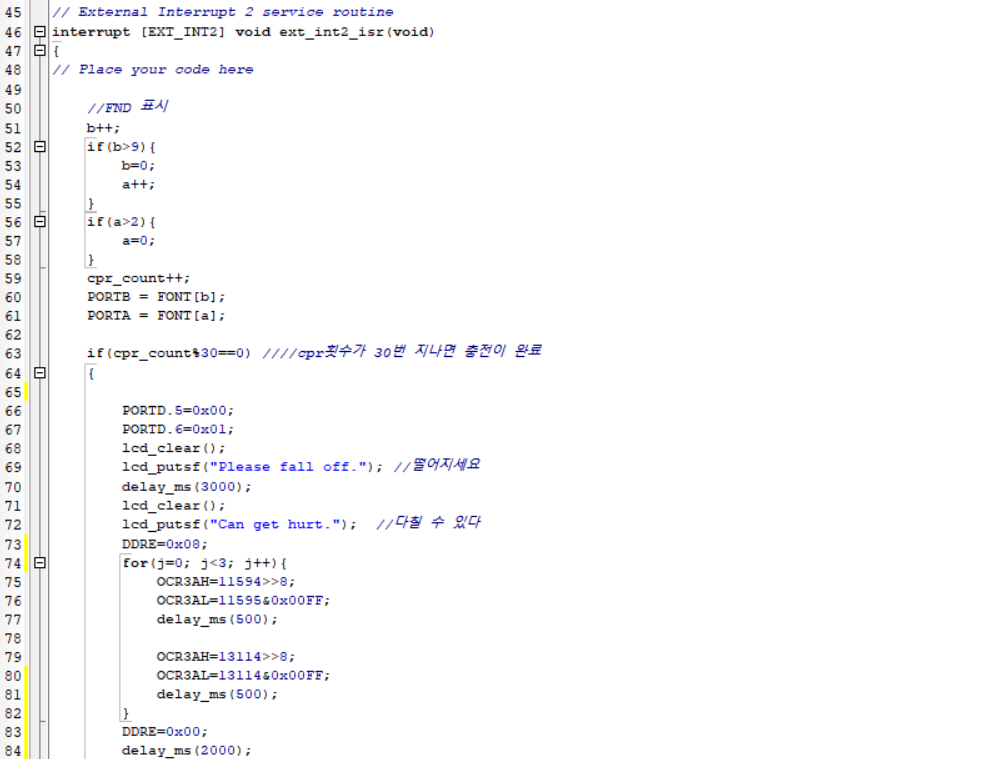 45 // External Interrupt 2 service routine
46 interrupt [EXT_INT2] void ext_int2_isr(void)
47 {
48 // Place your code here
49
50 //FND 표시
51 b++;
52 if(b>9){
53 b=0;
54 a++;
55 }
56 if(a>2){
57 a=0;
58 }
59 cpr_count++;
60 PORTB = FONT[b];
61 PORTA = FONT[a];
62
63 if(cpr_count%30==0) ////cpr횟수가 30번 지나면 충전이 완료
64 {
65
66 PORTD.5=0x00;
67 PORTD.6=0x01;
68 lcd_clear();
69 lcd_putsf("Please fall off."); //떨어지세요
70 delay_ms(3000);
71 lcd_clear();
72 lcd_putsf("Can get hurt."); //다칠 수 있다
73 DDRE=0x08;
74 for(j=0; j<3; j++){
75 OCR3AH=11594>>8;
76 OCR3AL=11595&0x00FF;
77 delay_ms(500);
78
79 OCR3AH=13114>>8;
80 OCR3AL=13114&0x00FF;
81 delay_ms(500);
82 }
83 DDRE=0x00;
84 delay_ms(2000);